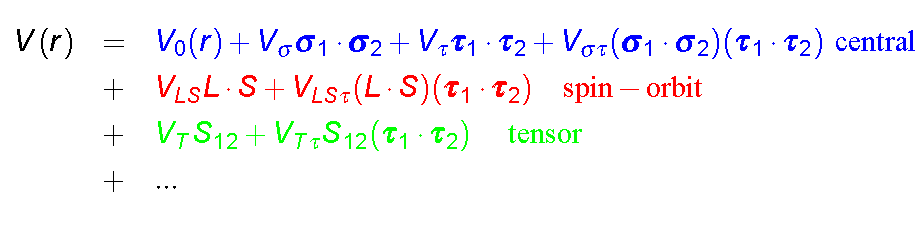 V(r) = V₀(r) + V_σ σ₁ · σ₂ + V_τ τ₁ · τ₂ + V_στ (σ₁ · σ₂)(τ₁ · τ₂) central
+ V_LS L · S + V_LSτ (L · S)(τ₁ · τ₂) spin − orbit
+ V_T S₁₂ + V_Tτ S₁₂ (τ₁ · τ₂) tensor
+ ...